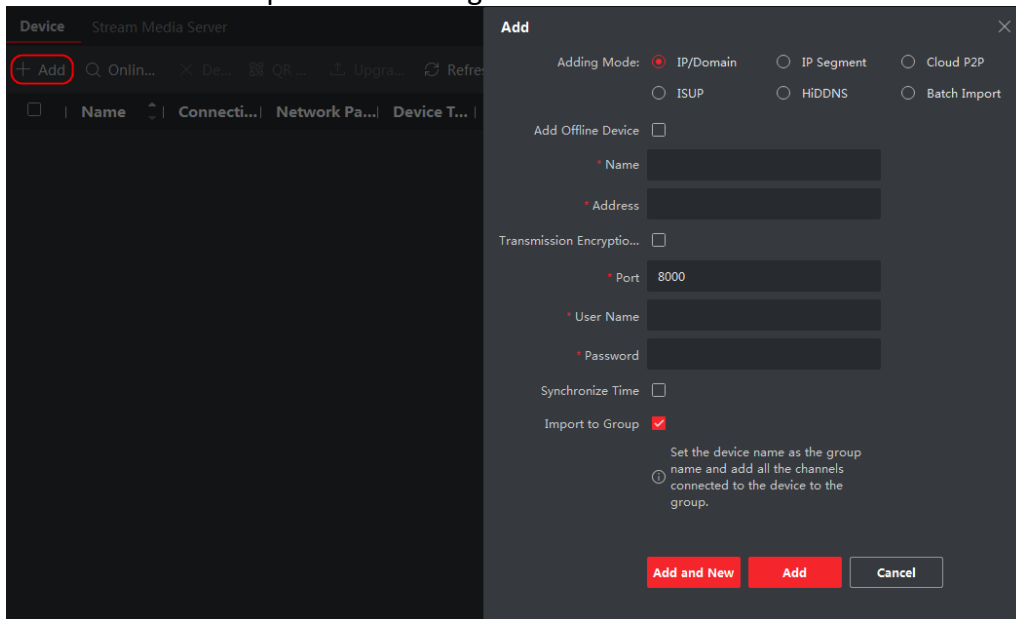 Device Stream Media Server
+ Add Onlin... De... QR ... Upgra... Refre
Name Connecti... Network Pa... Device T...
Add
Adding Mode: IP/Domain IP Segment Cloud P2P
ISUP HiDDNS Batch Import
Add Offline Device
* Name
* Address
Transmission Encryptio...
* Port 8000
* User Name
* Password
Synchronize Time
Import to Group
Set the device name as the group
name and add all the channels
connected to the device to the
group.
Add and New Add Cancel